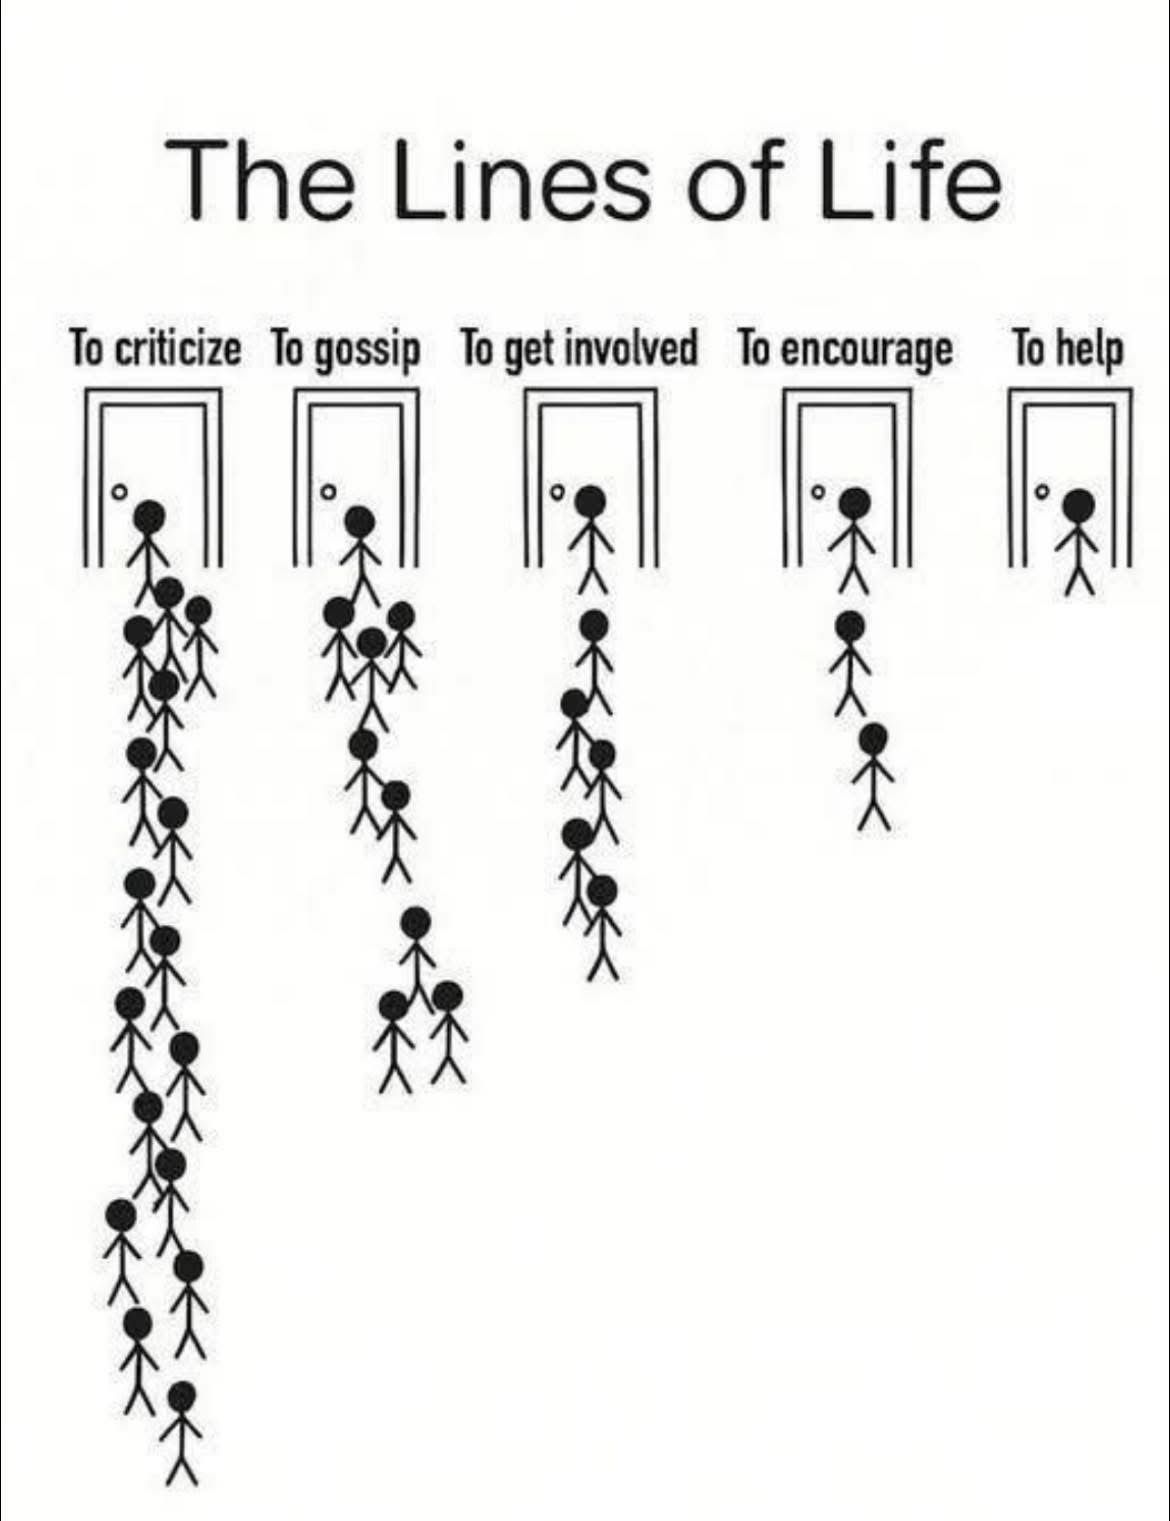 The Lines of Life
To criticize To gossip To get involved To encourage To help